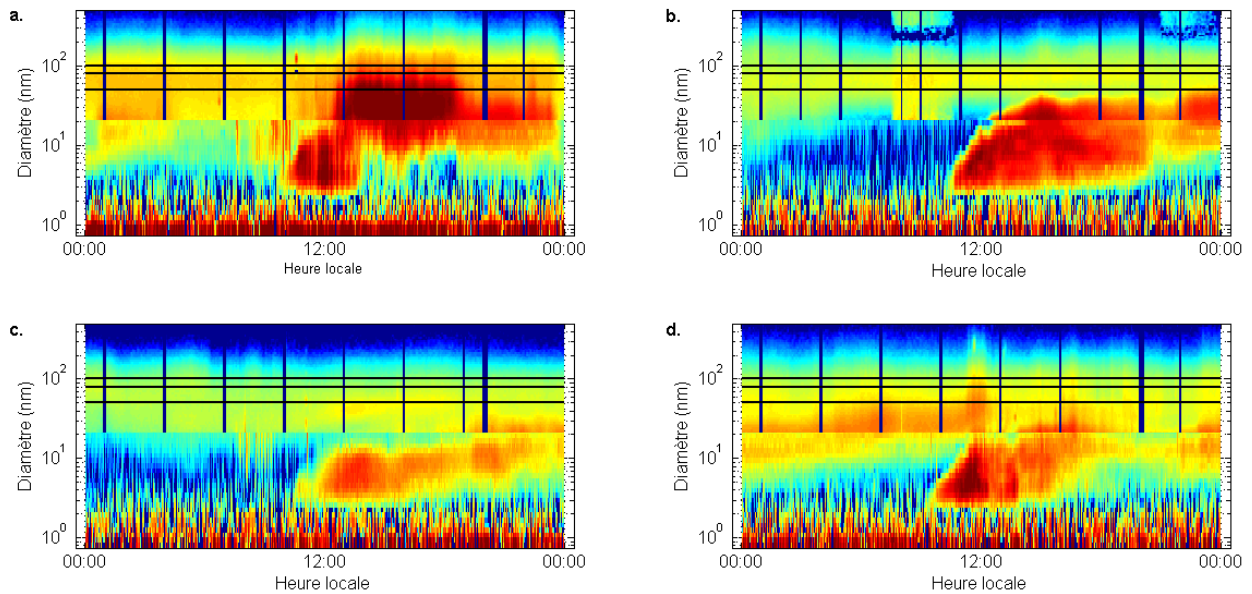 a.
Diamètre (nm)
10²
10¹
10⁰
00:00 12:00 00:00
Heure locale
b.
Diamètre (nm)
10²
10¹
10⁰
00:00 12:00 00:00
Heure locale
c.
Diamètre (nm)
10²
10¹
10⁰
00:00 12:00 00:00
Heure locale
d.
Diamètre (nm)
10²
10¹
10⁰
00:00 12:00 00:00
Heure locale